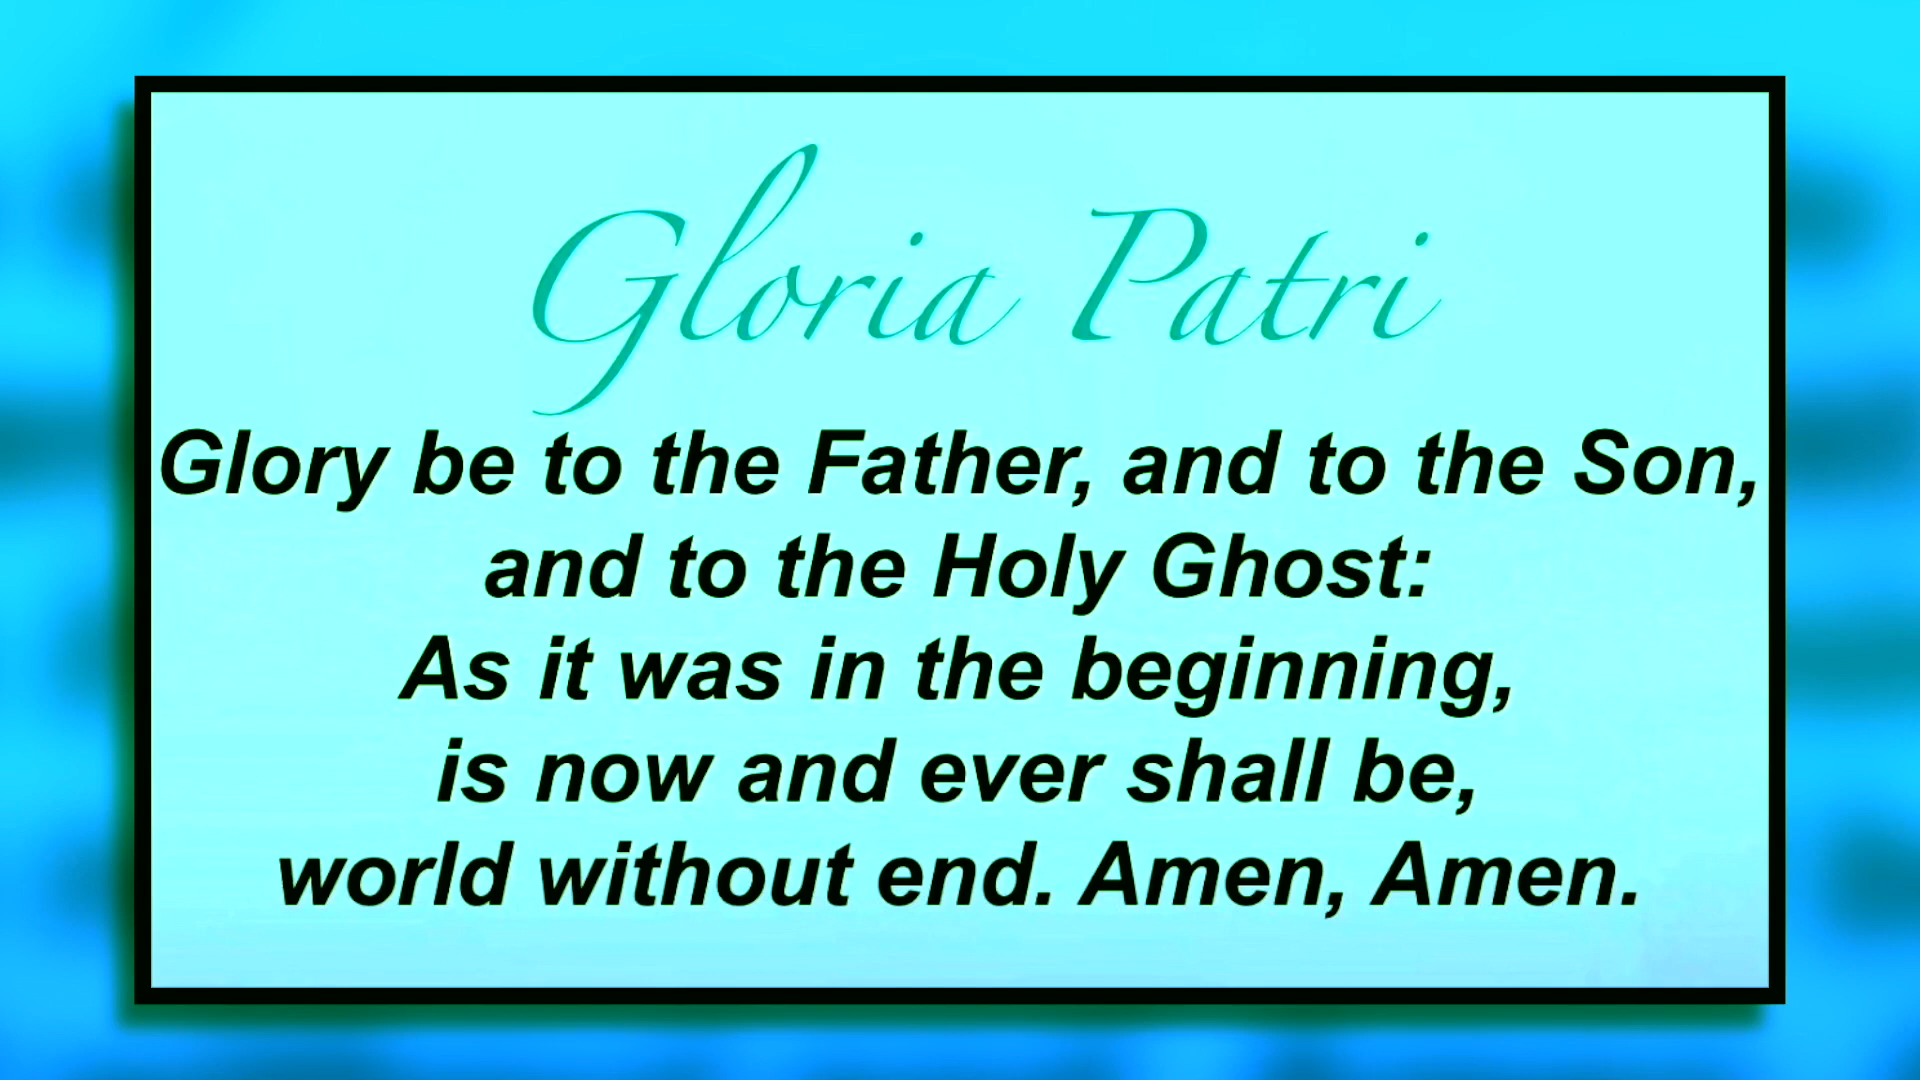 Gloria Patri
Glory be to the Father, and to the Son,
and to the Holy Ghost:
As it was in the beginning,
is now and ever shall be,
world without end. Amen, Amen.